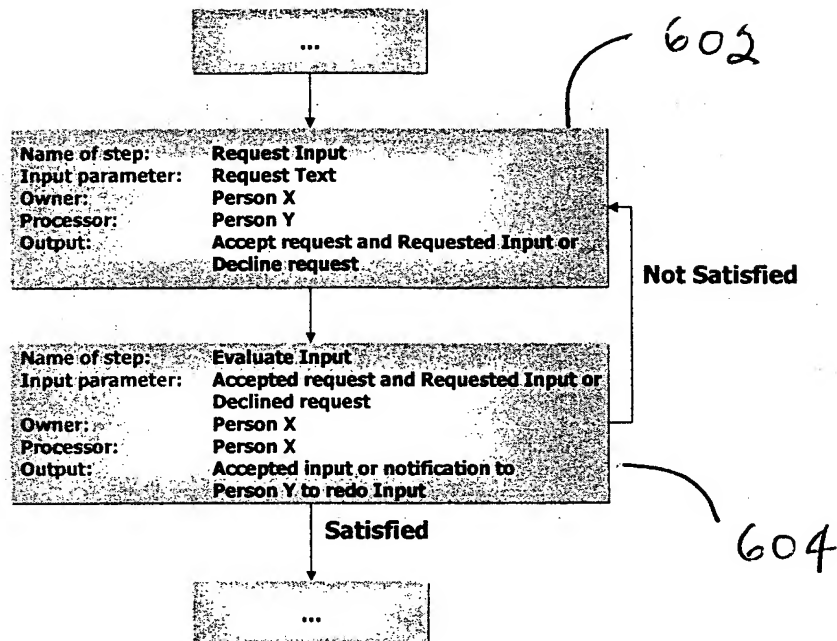 ...
602
Name of step: Request Input
Input parameter: Request Text
Owner: Person X
Processor: Person Y
Output: Accept request and Requested Input or
Decline request
Not Satisfied
Name of step: Evaluate Input
Input parameter: Accepted request and Requested Input or
Declined request
Owner: Person X
Processor: Person X
Output: Accepted input or notification to
Person Y to redo Input
604
Satisfied
...